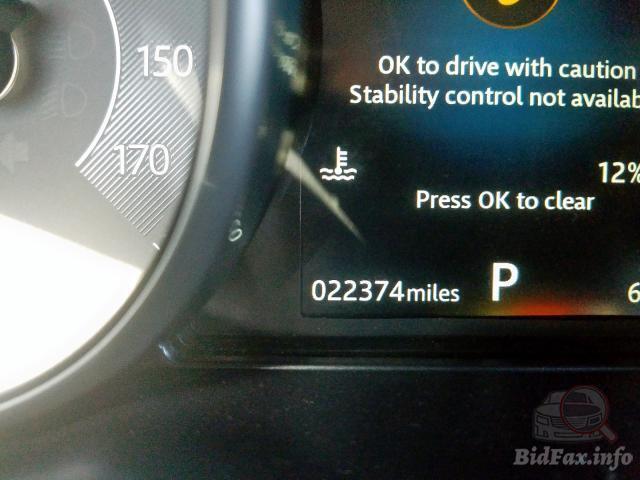 150
OK to drive with caution
Stability control not availab
170
12%
Press OK to clear
022374miles P 6
BidFax.info